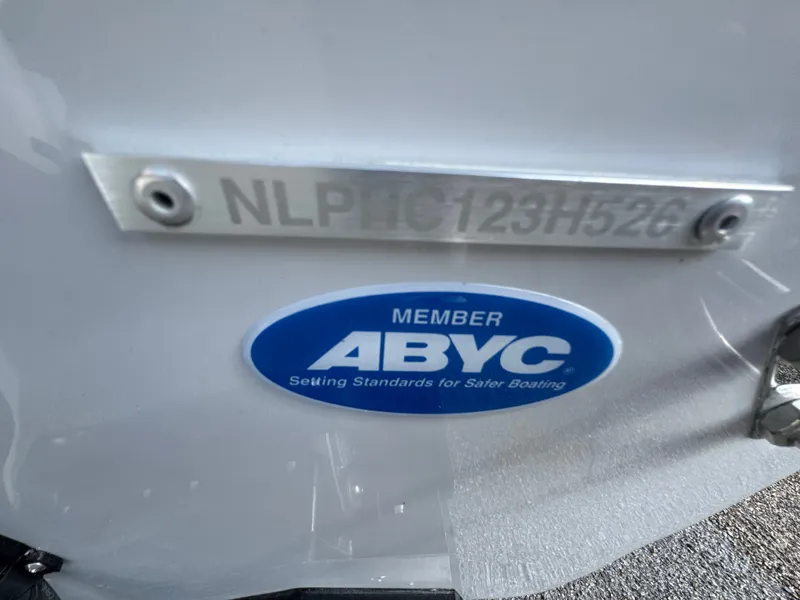 NLPHC123H526
MEMBER
ABYC®
Setting Standards for Safer Boating